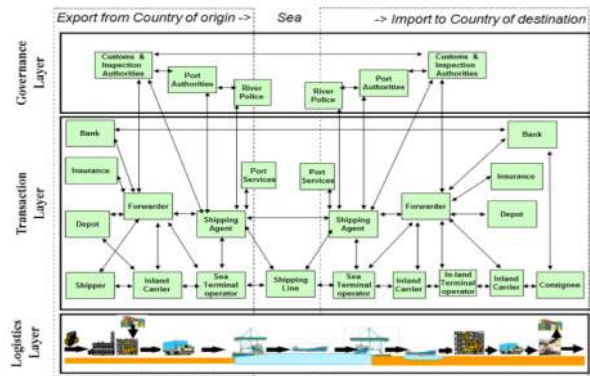 Export from Country of origin ->
Sea
-> Import to Country of destination
Governance
Layer
Customs &
Inspection
Authorities
Port
Authorities
River
Police
River
Police
Port
Authorities
Customs &
Inspection
Authorities
Transaction
Layer
Bank
Insurance
Forwarder
Depot
Shipper
Inland
Carrier
Port
Services
Shipping
Agent
Sea
Terminal
operator
Shipping
Line
Port
Services
Shipping
Agent
Sea
Terminal
operator
Forwarder
Inland
Carrier
In-land
Terminal
operator
Inland
Carrier
Bank
Insurance
Depot
Consignee
Logistics
Layer